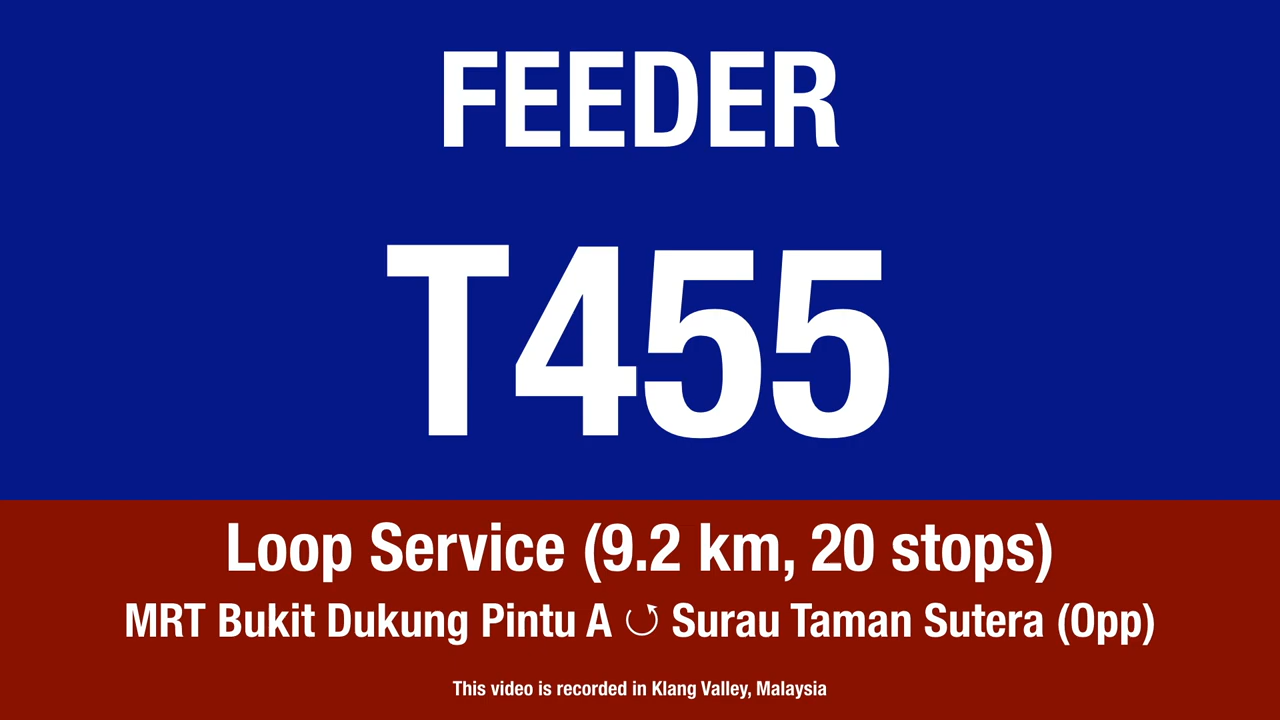 FEEDER
T455
Loop Service (9.2 km, 20 stops)
MRT Bukit Dukung Pintu A ↺ Surau Taman Sutera (Opp)
This video is recorded in Klang Valley, Malaysia